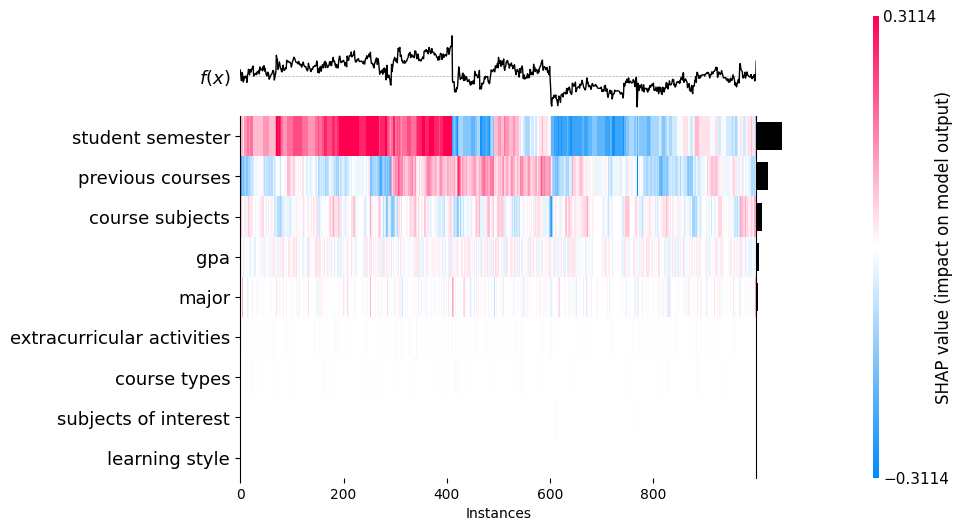 0.3114
f(x)
student semester
previous courses
course subjects
gpa
major
extracurricular activities
course types
subjects of interest
learning style
0 200 400 600 800
Instances
SHAP value (impact on model output)
−0.3114